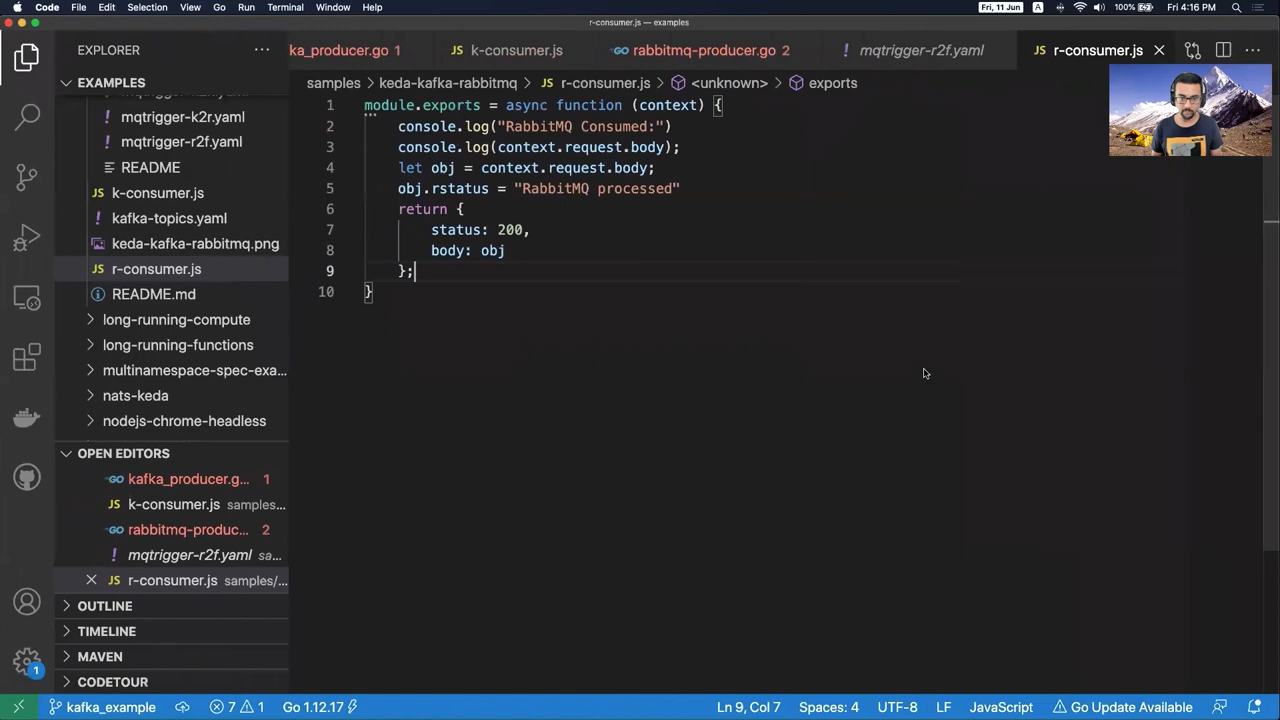 Code File Edit Selection View Go Run Terminal Window Help Fri, 11 Jun A 100% Fri 4:16 PM
r-consumer.js — examples
EXPLORER
ka_producer.go 1 k-consumer.js rabbitmq-producer.go 2 mqtrigger-r2f.yaml r-consumer.js
EXAMPLES
samples keda-kafka-rabbitmq r-consumer.js <unknown> exports
mqtrigger-k2r.yaml
mqtrigger-r2f.yaml
README
k-consumer.js
kafka-topics.yaml
keda-kafka-rabbitmq.png
r-consumer.js
README.md
long-running-compute
long-running-functions
multinamespace-spec-exa...
nats-keda
nodejs-chrome-headless
OPEN EDITORS
kafka_producer.g... 1
k-consumer.js samples...
rabbitmq-produc... 2
mqtrigger-r2f.yaml sa...
r-consumer.js samples/...
OUTLINE
TIMELINE
MAVEN
CODETOUR
1 module.exports = async function (context) {
2 console.log("RabbitMQ Consumed:")
3 console.log(context.request.body);
4 let obj = context.request.body;
5 obj.rstatus = "RabbitMQ processed"
6 return {
7 status: 200,
8 body: obj
9 };
10 }
1
kafka_example 7 1 Go 1.12.17 Ln 9, Col 7 Spaces: 4 UTF-8 LF JavaScript Go Update Available